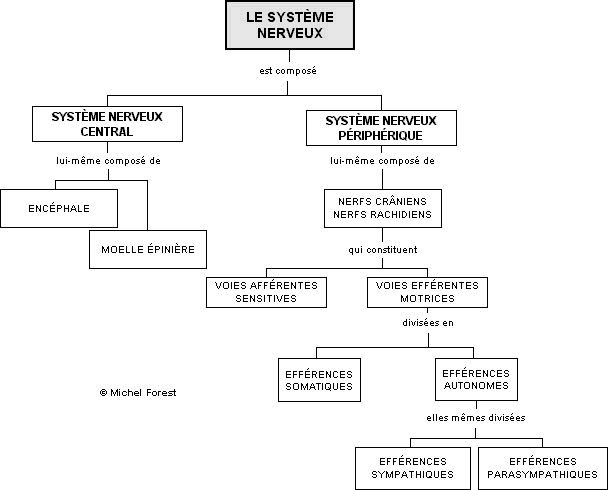 LE SYSTÈME
NERVEUX
est composé
SYSTÈME NERVEUX
CENTRAL
SYSTÈME NERVEUX
PÉRIPHÉRIQUE
lui-même composé de
lui-même composé de
ENCÉPHALE
MOELLE ÉPINIÈRE
NERFS CRÂNIENS
NERFS RACHIDIENS
qui constituent
VOIES AFFÉRENTES
SENSITIVES
VOIES EFFÉRENTES
MOTRICES
divisées en
EFFÉRENCES
SOMATIQUES
EFFÉRENCES
AUTONOMES
© Michel Forest
elles mêmes divisées
EFFÉRENCES
SYMPATHIQUES
EFFÉRENCES
PARASYMPATHIQUES